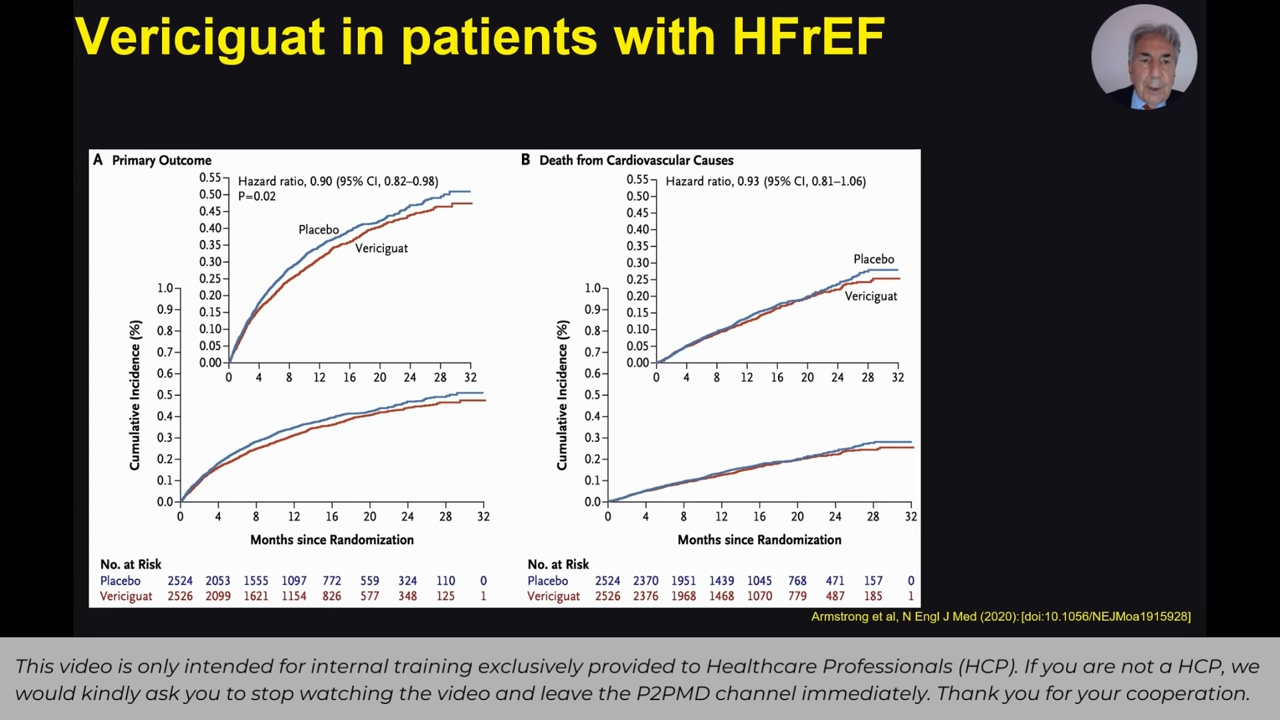 Vericiguat in patients with HFrEF
A Primary Outcome
Hazard ratio, 0.90 (95% CI, 0.82–0.98)
P=0.02
0.55
0.50
0.45
0.40
0.35
0.30
0.25
0.20
0.15
0.10
0.05
0.00
Placebo
Vericiguat
0 4 8 12 16 20 24 28 32
Cumulative Incidence (%)
1.0
0.9
0.8
0.7
0.6
0.5
0.4
0.3
0.2
0.1
0.0
0 4 8 12 16 20 24 28 32
Months since Randomization
No. at Risk
Placebo 2524 2053 1555 1097 772 559 324 110 0
Vericiguat 2526 2099 1621 1154 826 577 348 125 1
B Death from Cardiovascular Causes
Hazard ratio, 0.93 (95% CI, 0.81–1.06)
0.55
0.50
0.45
0.40
0.35
0.30
0.25
0.20
0.15
0.10
0.05
0.00
Placebo
Vericiguat
0 4 8 12 16 20 24 28 32
Cumulative Incidence (%)
1.0
0.9
0.8
0.7
0.6
0.5
0.4
0.3
0.2
0.1
0.0
0 4 8 12 16 20 24 28 32
Months since Randomization
No. at Risk
Placebo 2524 2370 1951 1439 1045 768 471 157 0
Vericiguat 2526 2376 1968 1468 1070 779 487 185 1
Armstrong et al, N Engl J Med (2020):[doi:10.1056/NEJMoa1915928]
This video is only intended for internal training exclusively provided to Healthcare Professionals (HCP). If you are not a HCP, we
would kindly ask you to stop watching the video and leave the P2PMD channel immediately. Thank you for your cooperation.